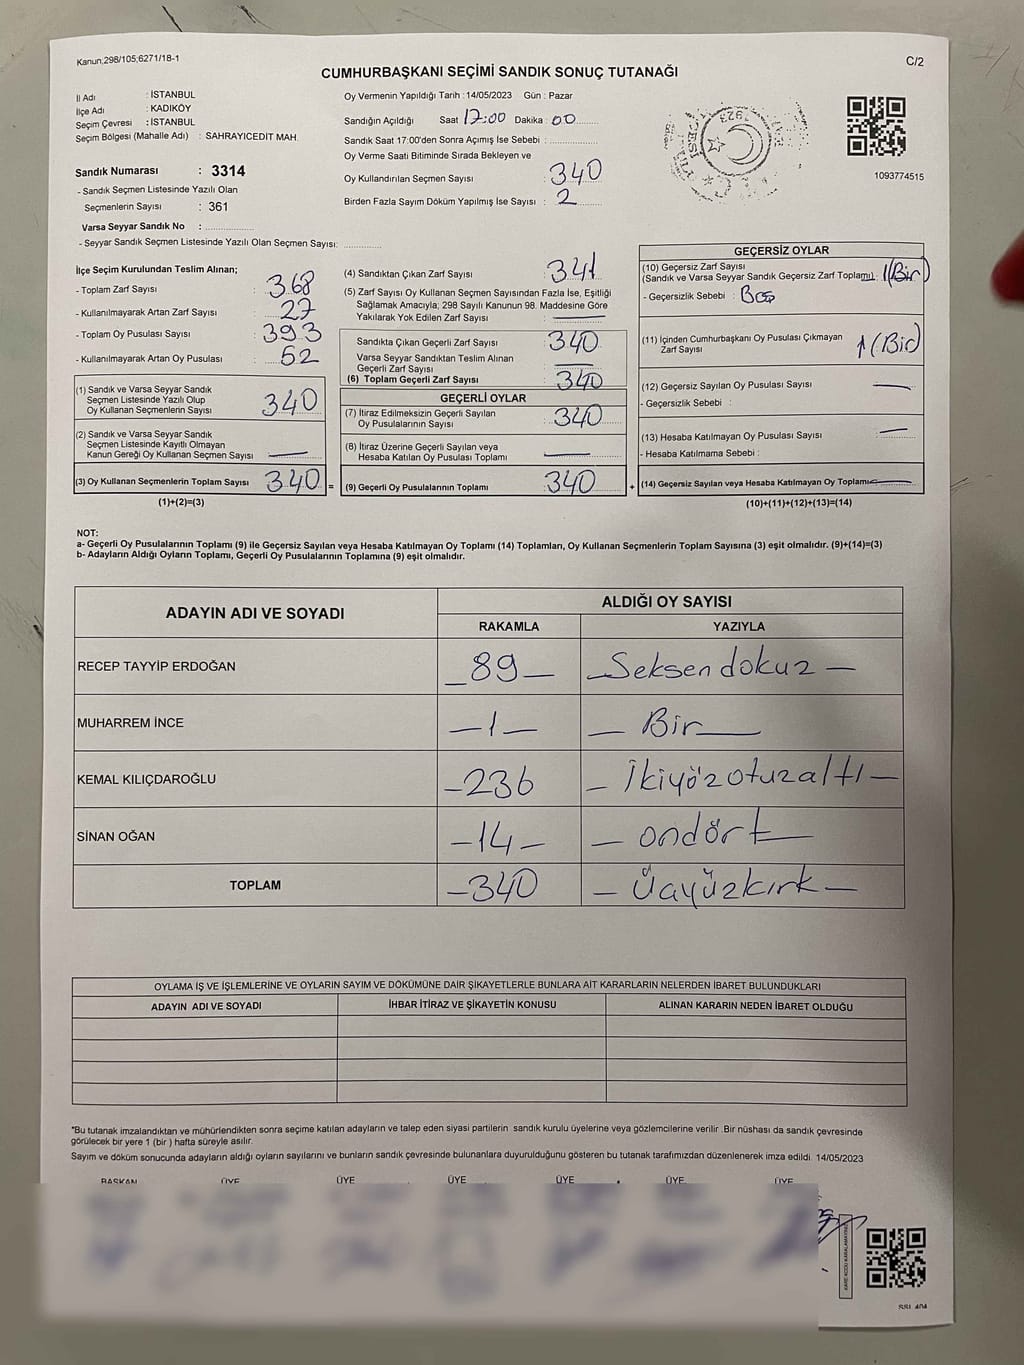 Kanun;298/105;6271/18-1
C/2
CUMHURBAŞKANI SEÇİMİ SANDIK SONUÇ TUTANAĞI
İl Adı : İSTANBUL
İlçe Adı : KADIKÖY
Seçim Çevresi : İSTANBUL
Seçim Bölgesi (Mahalle Adı) : SAHRAYICEDİT MAH.
Sandık Numarası : 3314
- Sandık Seçmen Listesinde Yazılı Olan
Seçmenlerin Sayısı : 361
Varsa Seyyar Sandık No :
- Seyyar Sandık Seçmen Listesinde Yazılı Olan Seçmen Sayısı:
Oy Vermenin Yapıldığı Tarih : 14/05/2023 Gün : Pazar
Sandığın Açıldığı Saat 17:00 Dakika : 00
Sandık Saat 17:00'den Sonra Açımış İse Sebebi :
Oy Verme Saati Bitiminde Sırada Bekleyen ve
Oy Kullandırılan Seçmen Sayısı 340
Birden Fazla Sayım Döküm Yapılmış İse Sayısı : 2
1923
1093774515
İlçe Seçim Kurulundan Teslim Alınan;
- Toplam Zarf Sayısı : 368
- Kullanılmayarak Artan Zarf Sayısı : 27
- Toplam Oy Pusulası Sayısı : 393
- Kullanılmayarak Artan Oy Pusulası : 52
(1) Sandık ve Varsa Seyyar Sandık
Seçmen Listesinde Yazılı Olup
Oy Kullanan Seçmenlerin Sayısı : 340
(2) Sandık ve Varsa Seyyar Sandık
Seçmen Listesinde Kayıtlı Olmayan
Kanun Gereği Oy Kullanan Seçmen Sayısı :
(3) Oy Kullanan Seçmenlerin Toplam Sayısı : 340 =
(1)+(2)=(3)
(4) Sandıktan Çıkan Zarf Sayısı : 341
(5) Zarf Sayısı Oy Kullanan Seçmen Sayısından Fazla İse, Eşitliği
Sağlamak Amacıyla; 298 Sayılı Kanunun 98. Maddesine Göre
Yakılarak Yok Edilen Zarf Sayısı :
Sandıkta Çıkan Geçerli Zarf Sayısı : 340
Varsa Seyyar Sandıktan Teslim Alınan
Geçerli Zarf Sayısı :
(6) Toplam Geçerli Zarf Sayısı : 340
GEÇERLİ OYLAR
(7) İtiraz Edilmeksizin Geçerli Sayılan
Oy Pusulalarının Sayısı : 340
(8) İtiraz Üzerine Geçerli Sayılan veya
Hesaba Katılan Oy Pusulası Toplamı :
(9) Geçerli Oy Pusulalarının Toplamı : 340 +
GEÇERSİZ OYLAR
(10) Geçersiz Zarf Sayısı
(Sandık ve Varsa Seyyar Sandık Geçersiz Zarf Toplamı) : 1(Bir)
- Geçersizlik Sebebi : Boş
(11) İçinden Cumhurbaşkanı Oy Pusulası Çıkmayan
Zarf Sayısı 1(Bir)
(12) Geçersiz Sayılan Oy Pusulası Sayısı
- Geçersizlik Sebebi :
(13) Hesaba Katılmayan Oy Pusulası Sayısı
- Hesaba Katılmama Sebebi :
(14) Geçersiz Sayılan veya Hesaba Katılmayan Oy Toplamı
(10)+(11)+(12)+(13)=(14)
NOT:
a- Geçerli Oy Pusulalarının Toplamı (9) ile Geçersiz Sayılan veya Hesaba Katılmayan Oy Toplamı (14) Toplamları, Oy Kullanan Seçmenlerin Toplam Sayısına (3) eşit olmalıdır. (9)+(14)=(3)
b- Adayların Aldığı Oyların Toplamı, Geçerli Oy Pusulalarının Toplamına (9) eşit olmalıdır.
ADAYIN ADI VE SOYADI
ALDIĞI OY SAYISI
RAKAMLA YAZIYLA
RECEP TAYYİP ERDOĞAN _89_ _Seksen dokuz_
MUHARREM İNCE -1- - Bir -
KEMAL KILIÇDAROĞLU -236 - İkiyüzotuzaltı -
SİNAN OĞAN -14- - ondört -
TOPLAM -340 - Üçyüzkırk -
OYLAMA İŞ VE İŞLEMLERİNE VE OYLARIN SAYIM VE DÖKÜMÜNE DAİR ŞİKAYETLERLE BUNLARA AİT KARARLARIN NELERDEN İBARET BULUNDUKLARI
ADAYIN ADI VE SOYADI İHBAR İTİRAZ VE ŞİKAYETİN KONUSU ALINAN KARARIN NEDEN İBARET OLDUĞU
*Bu tutanak imzalandıktan ve mühürlendikten sonra seçime katılan adayların ve talep eden siyasi partilerin sandık kurulu üyelerine veya gözlemcilerine verilir .Bir nüshası da sandık çevresinde
görülecek bir yere 1 (bir ) hafta süreyle asılır.
Sayım ve döküm sonucunda adayların aldığı oyların sayılarını ve bunların sandık çevresinde bulunanlara duyurulduğunu gösteren bu tutanak tarafımızdan düzenlenerek imza edildi. 14/05/2023
BAŞKAN ÜYE ÜYE ÜYE ÜYE ÜYE ÜYE